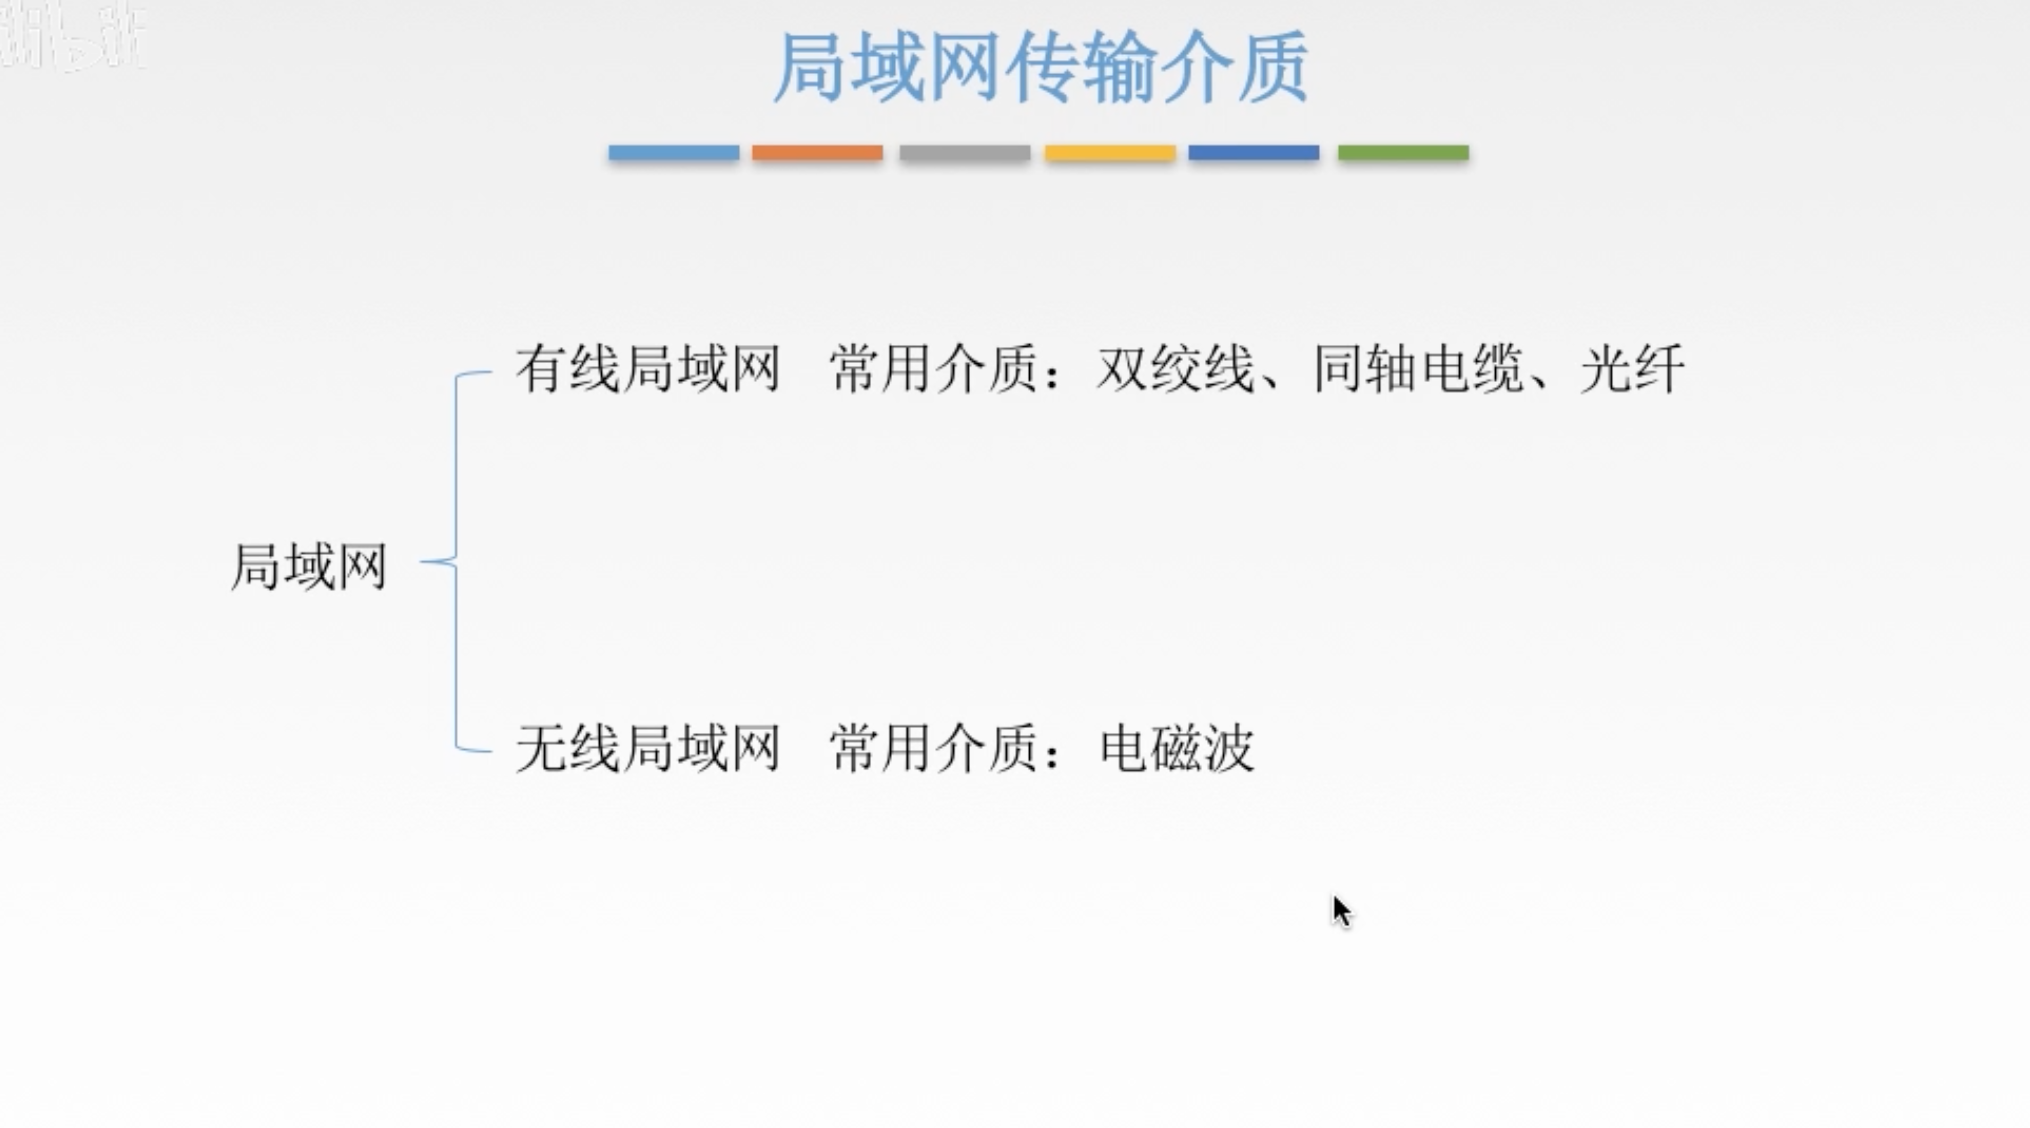 局域网传输介质
有线局域网 常用介质：双绞线、同轴电缆、光纤
局域网
无线局域网 常用介质：电磁波